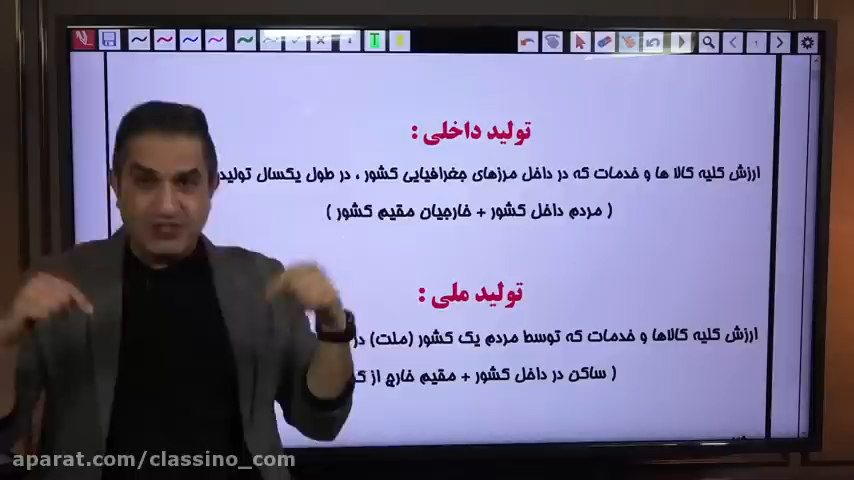 تولید داخلی :
ارزش کلیه کالا ها و خدمات که در داخل مرزهای جغرافیایی کشور ، در طول یکسال تولید
( مردم داخل کشور + خارجیان مقیم کشور )
تولید ملی :
ارزش کلیه کالاها و خدمات که توسط مردم یک کشور (ملت) در
( ساکن در داخل کشور + مقیم خارج از
aparat.com/classino_com